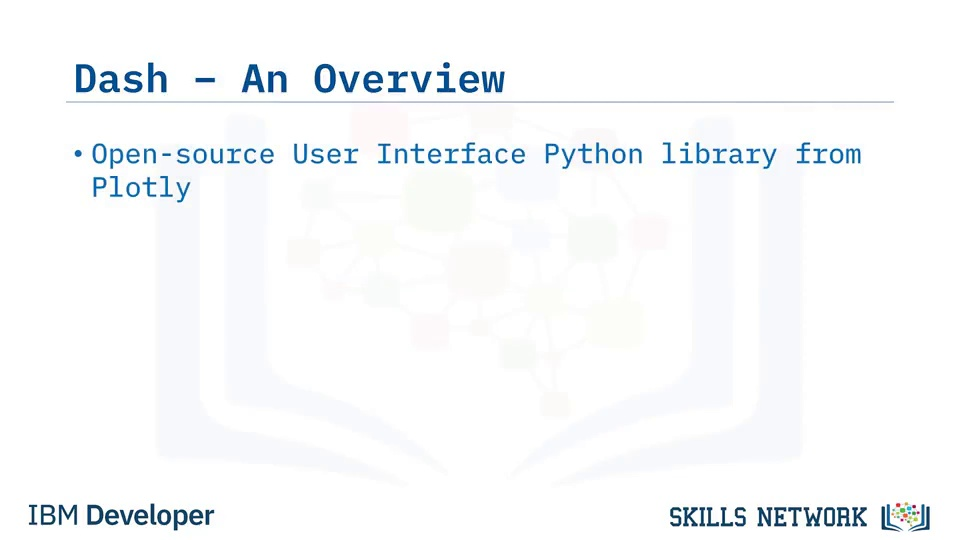 Dash – An Overview
• Open-source User Interface Python library from
Plotly
IBM Developer
SKILLS NETWORK